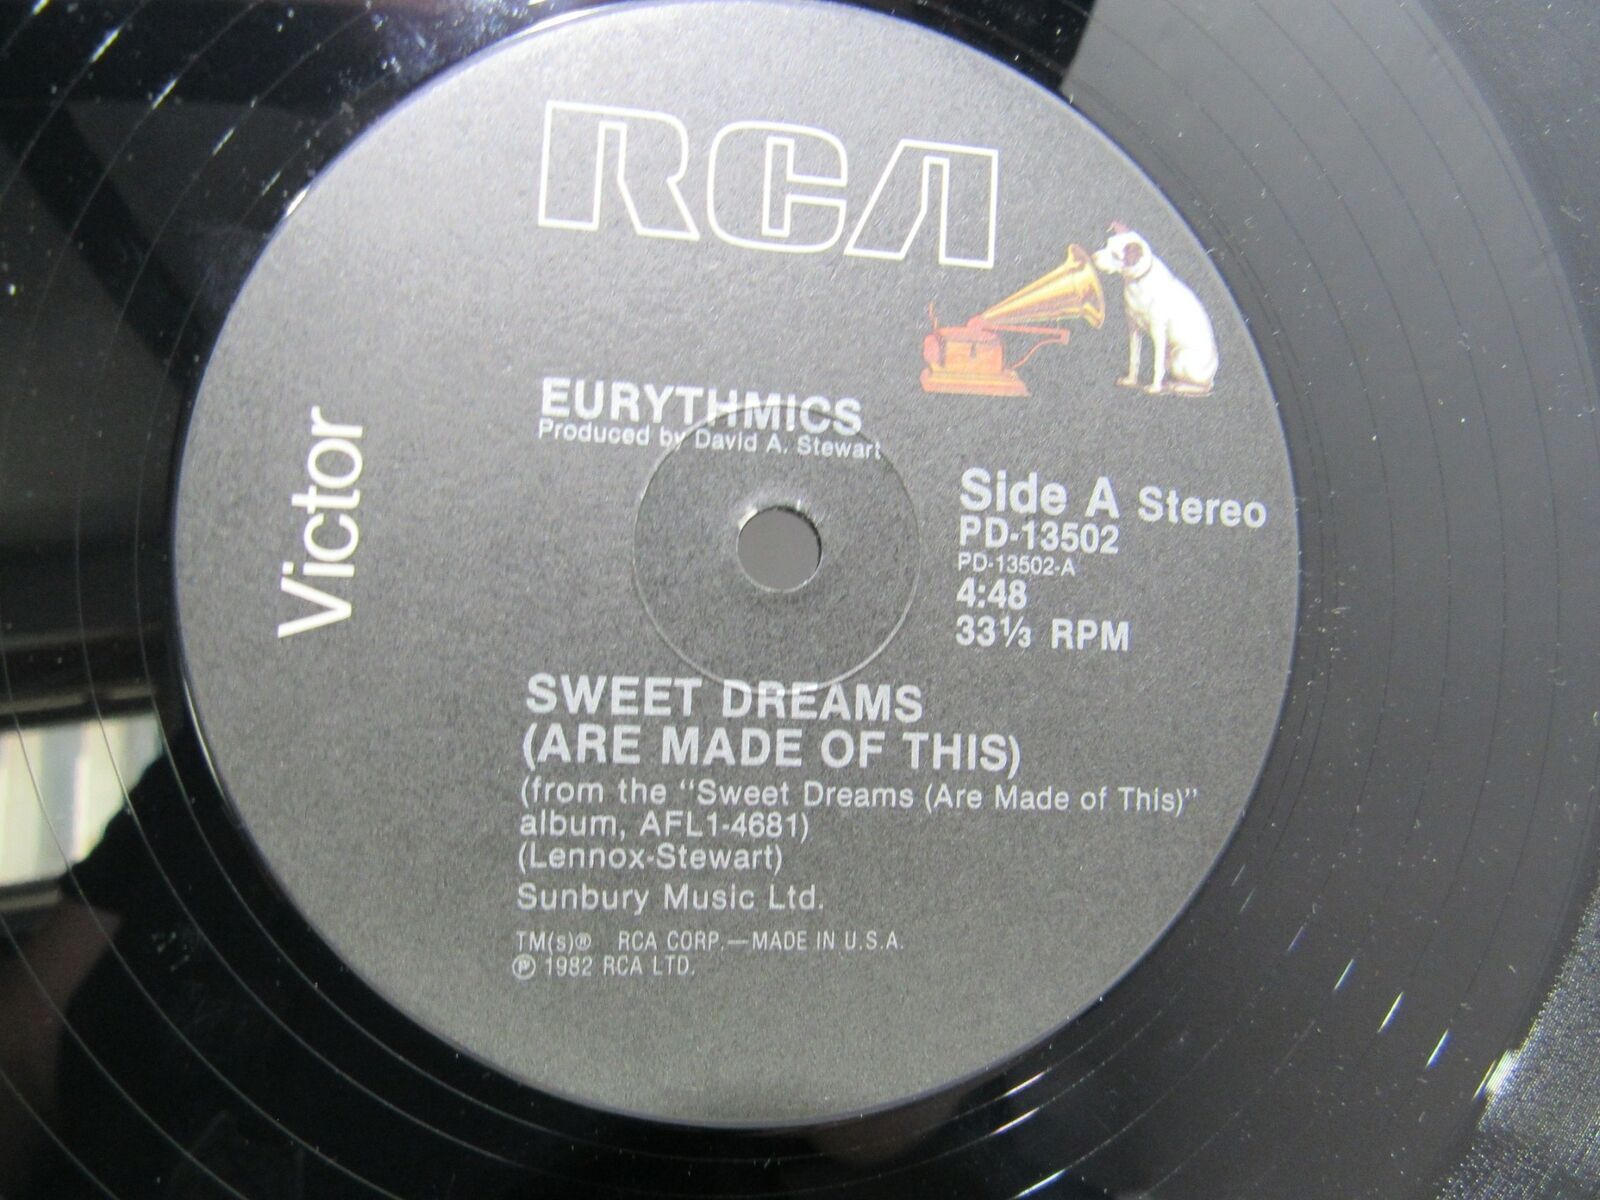 RCA
Victor
EURYTHMICS
Produced by David A. Stewart
Side A Stereo
PD-13502
PD-13502-A
4:48
33⅓ RPM
SWEET DREAMS
(ARE MADE OF THIS)
(from the "Sweet Dreams (Are Made of This)"
album, AFL1-4681)
(Lennox-Stewart)
Sunbury Music Ltd.
TM(s)® RCA CORP.—MADE IN U.S.A.
℗ 1982 RCA LTD.